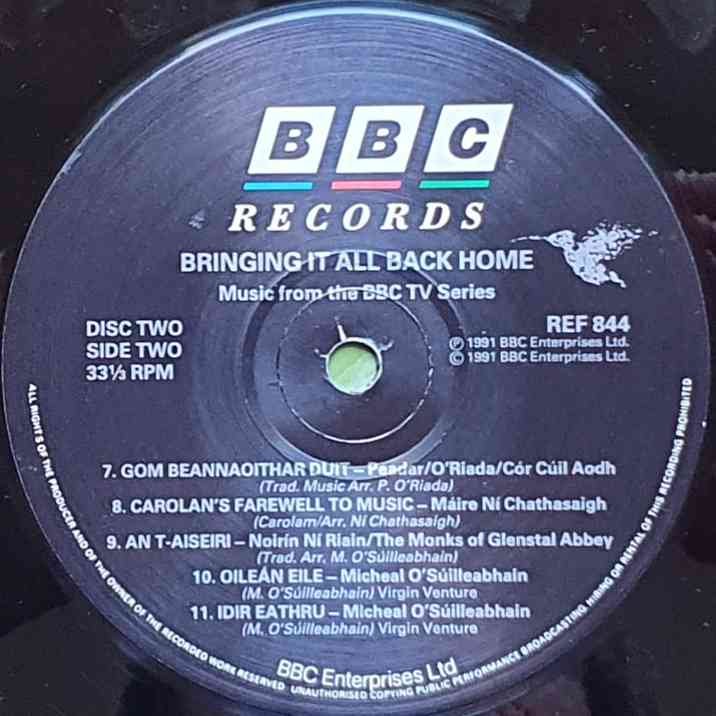 BBC
RECORDS
BRINGING IT ALL BACK HOME
Music from the BBC TV Series
DISC TWO
SIDE TWO
33⅓ RPM
REF 844
℗ 1991 BBC Enterprises Ltd.
© 1991 BBC Enterprises Ltd.
7. GOM BEANNAOITHAR DUIT – Peadar/O'Riada/Cór Cúil Aodh
(Trad. Music Arr. P. O'Riada)
8. CAROLAN'S FAREWELL TO MUSIC – Máire Ní Chathasaigh
(Carolam/Arr. Ní Chathasaigh)
9. AN T-AISEIRI – Noirín Ní Riain/The Monks of Glenstal Abbey
(Trad. Arr. M. O'Súilleabhain)
10. OILEÁN EILE – Micheal O'Súilleabhain
(M. O'Súilleabhain) Virgin Venture
11. IDIR EATHRU – Micheal O'Súilleabhain
(M. O'Súilleabhain) Virgin Venture
BBC Enterprises Ltd
ALL RIGHTS OF THE PRODUCER AND OF THE OWNER OF THE RECORDED WORK RESERVED UNAUTHORISED COPYING PUBLIC PERFORMANCE BROADCASTING, HIRING OR RENTAL OF THIS RECORDING PROHIBITED